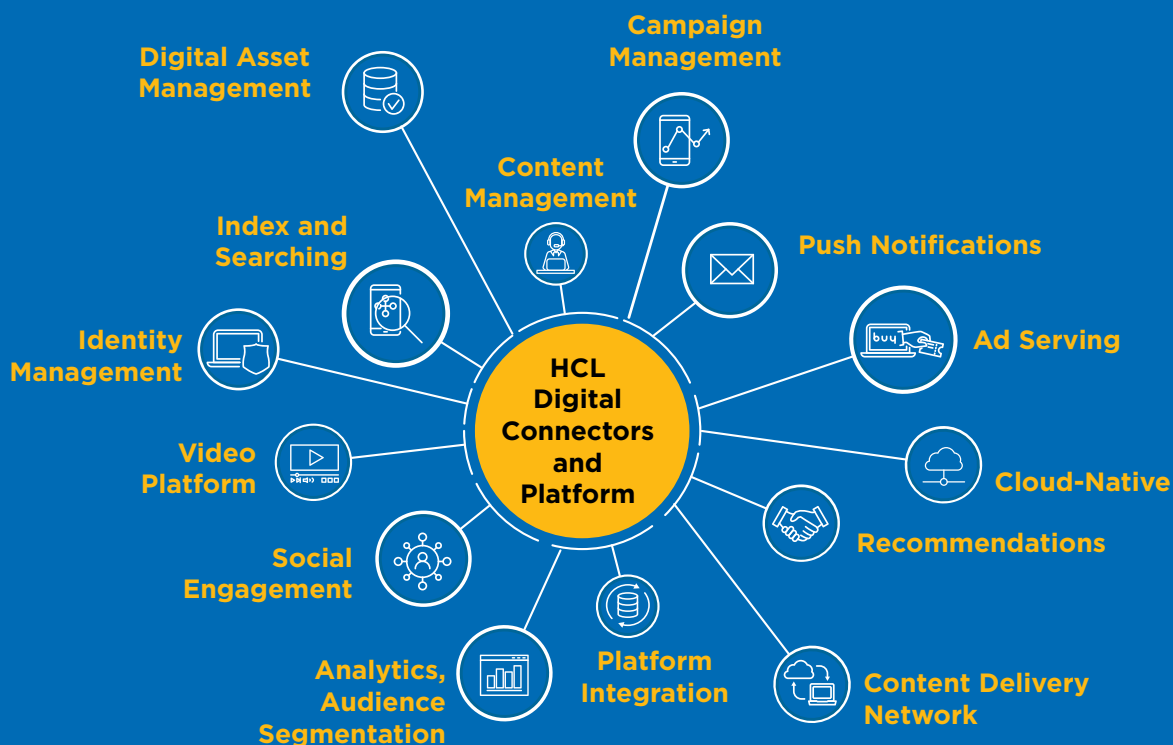 Campaign
Management
Digital Asset
Management
Content
Management
Index and
Searching
Push Notifications
Identity
Management
buy
Ad Serving
HCL
Digital
Connectors
and
Platform
Video
Platform
Cloud-Native
Recommendations
Social
Engagement
Platform
Integration
Analytics,
Audience
Segmentation
Content Delivery
Network